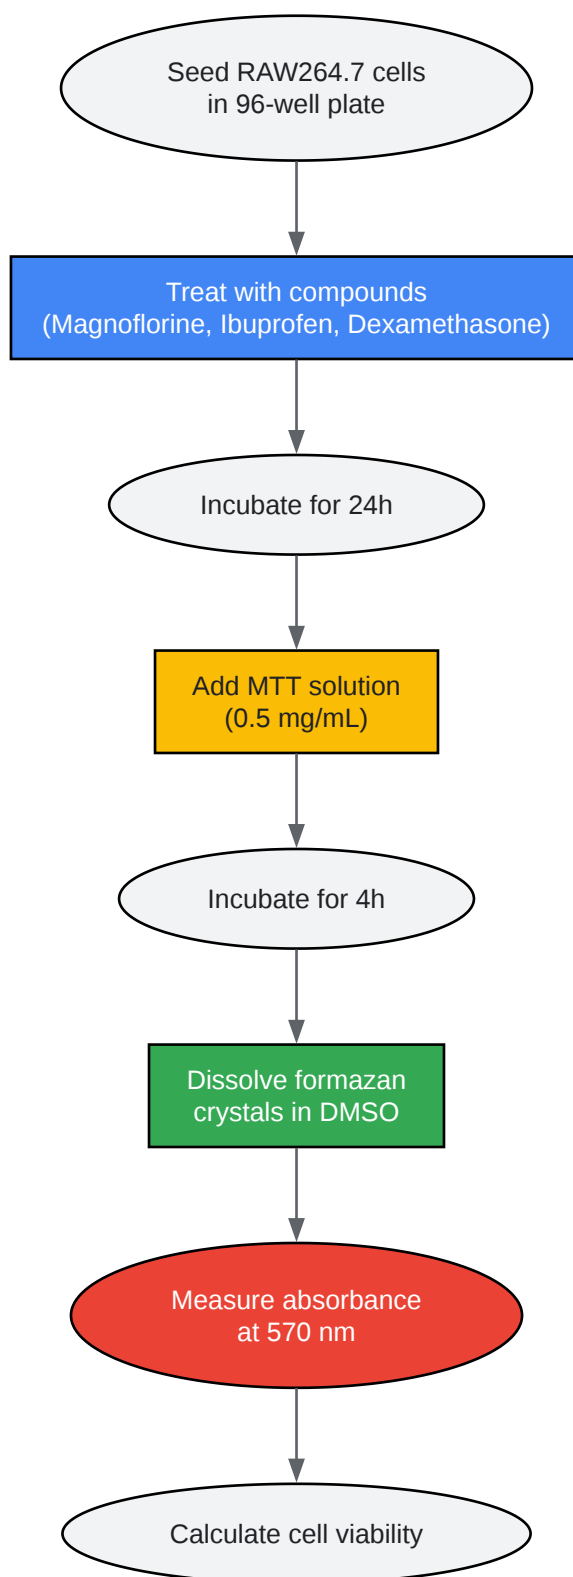 Seed RAW264.7 cells
in 96-well plate
Treat with compounds
(Magnoflorine, Ibuprofen, Dexamethasone)
Incubate for 24h
Add MTT solution
(0.5 mg/mL)
Incubate for 4h
Dissolve formazan
crystals in DMSO
Measure absorbance
at 570 nm
Calculate cell viability